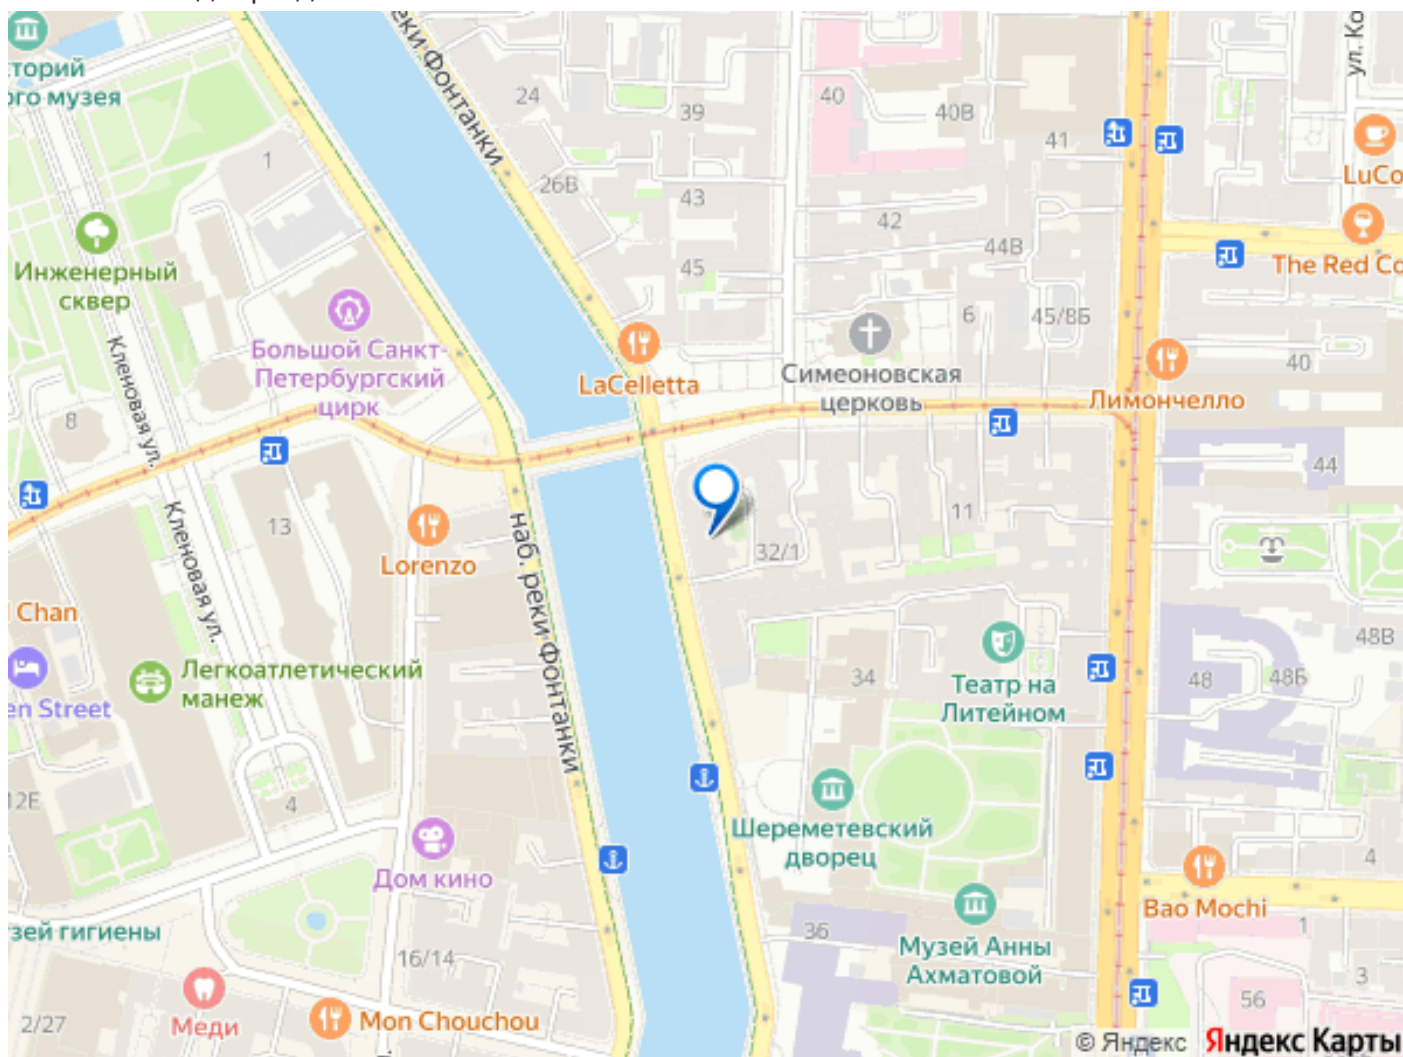 торий
ого музея
реки Фонтанки
24
39
40
40В
41
ул. Ко
LuCo
1
26В
43
42
44В
45
The Red Co
Инженерный
сквер
Большой Санкт-
Петербургский
цирк
LaCelletta
6
45/8Б
Симеоновская
церковь
40
Лимончелло
Кленовая ул.
8
44
13
11
32/1
Lorenzo
наб. реки Фонтанки
Кленовая ул.
Chan
en Street
Легкоатлетический
манеж
34
Театр на
Литейном
48
48Б
48В
12Е
4
Шереметевский
дворец
Дом кино
4
Bao Mochi
зей гигиены
16/14
36
Музей Анны
Ахматовой
1
3
56
2/27
Меди
Mon Chouchou
© Яндекс Яндекс Карты